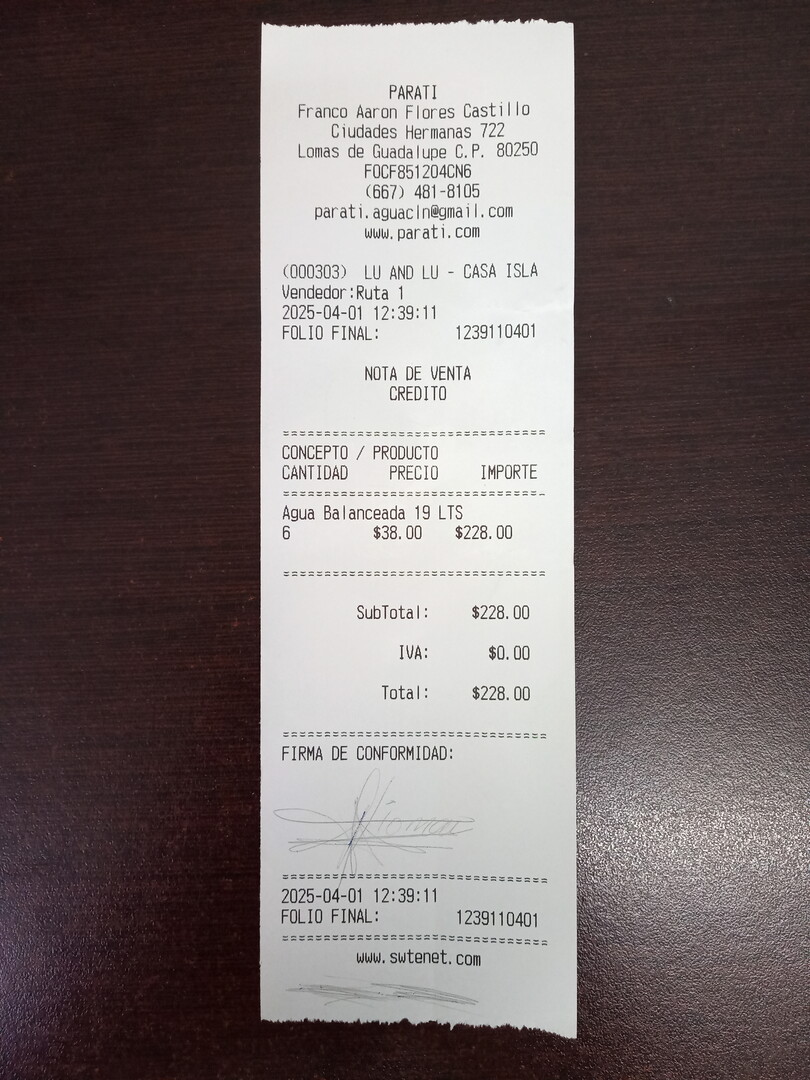 PARATI
Franco Aaron Flores Castillo
Ciudades Hermanas 722
Lomas de Guadalupe C.P. 80250
FOCF851204CN6
(667) 481-8105
parati.aguacln@gmail.com
www.parati.com
(000303) LU AND LU - CASA ISLA
Vendedor:Ruta 1
2025-04-01 12:39:11
FOLIO FINAL: 1239110401
NOTA DE VENTA
CREDITO
CONCEPTO / PRODUCTO
CANTIDAD PRECIO IMPORTE
Agua Balanceada 19 LTS
6 $38.00 $228.00
SubTotal: $228.00
IVA: $0.00
Total: $228.00
FIRMA DE CONFORMIDAD:
2025-04-01 12:39:11
FOLIO FINAL: 1239110401
www.swtenet.com